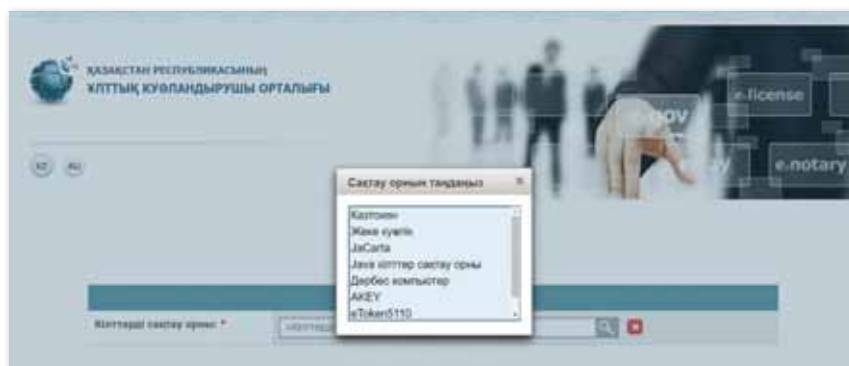 ҚАЗАҚСТАН РЕСПУБЛИКАСЫНЫҢ
ҰЛТТЫҚ КУӘЛАНДЫРУШЫ ОРТАЛЫҒЫ
e-license
gov
e.notary
KZ RU
Сақтау орнын таңдаңыз
Казтокен
Жеке куәлік
JaCarta
Java кілттер сақтау орны
Дербес компьютер
AKEY
eToken5110
Кілттерді сақтау орны: *